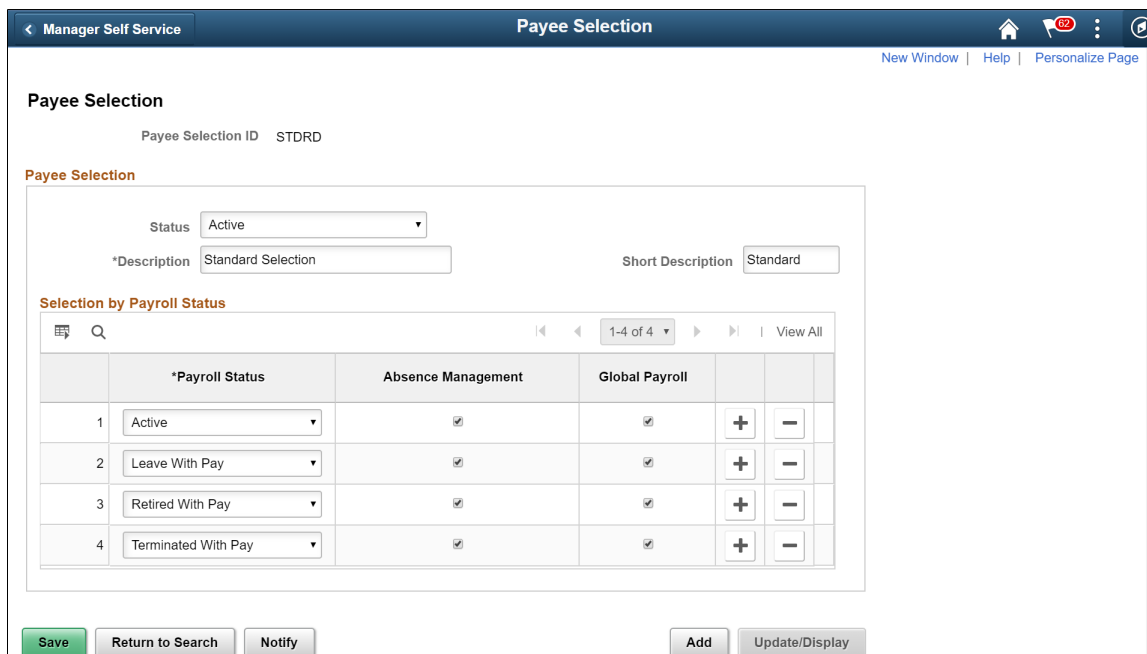 Manager Self Service
Payee Selection
62
New Window | Help | Personalize Page
Payee Selection
Payee Selection ID STDRD
Payee Selection
Status Active
*Description Standard Selection
Short Description Standard
Selection by Payroll Status
1-4 of 4 | View All
*Payroll Status Absence Management Global Payroll
1 Active
2 Leave With Pay
3 Retired With Pay
4 Terminated With Pay
Save Return to Search Notify Add Update/Display